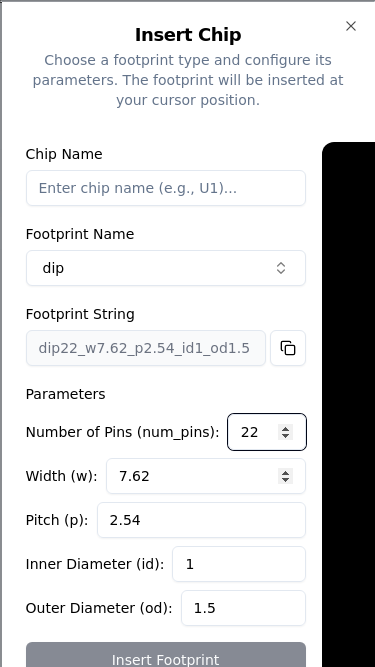 Insert Chip
Choose a footprint type and configure its
parameters. The footprint will be inserted at
your cursor position.
Chip Name
Enter chip name (e.g., U1)...
Footprint Name
dip
Footprint String
dip22_w7.62_p2.54_id1_od1.5
Parameters
Number of Pins (num_pins): 22
Width (w): 7.62
Pitch (p): 2.54
Inner Diameter (id): 1
Outer Diameter (od): 1.5
Insert Footprint